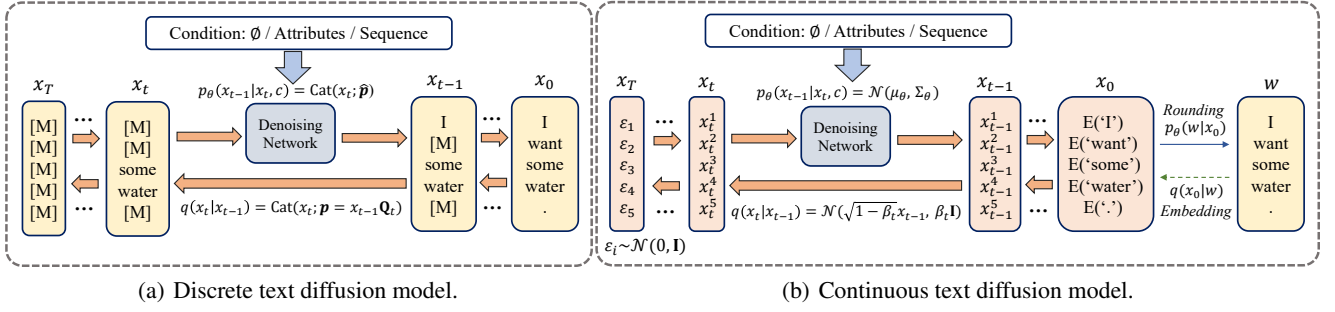 Condition: ∅ / Attributes / Sequence
x_T
x_t
p_θ(x_{t-1}|x_t, c) = Cat(x_t; p̂)
x_{t-1}
x_0
[M]
[M]
[M]
[M]
[M]
...
...
[M]
[M]
some
water
[M]
Denoising
Network
q(x_t|x_{t-1}) = Cat(x_t; p = x_{t-1}Q_t)
I
[M]
some
water
[M]
...
...
I
want
some
water
.
(a) Discrete text diffusion model.
Condition: ∅ / Attributes / Sequence
x_T
x_t
p_θ(x_{t-1}|x_t, c) = 𝒩(μ_θ, Σ_θ)
x_{t-1}
x_0
w
ε_1
ε_2
ε_3
ε_4
ε_5
...
...
x_t^1
x_t^2
x_t^3
x_t^4
x_t^5
Denoising
Network
q(x_t|x_{t-1}) = 𝒩(√(1 − β_t)x_{t-1}, β_tI)
x_{t-1}^1
x_{t-1}^2
x_{t-1}^3
x_{t-1}^4
x_{t-1}^5
...
...
E(‘I’)
E(‘want’)
E(‘some’)
E(‘water’)
E(‘.’)
Rounding
p_θ(w|x_0)
q(x_0|w)
Embedding
I
want
some
water
.
ε_i~𝒩(0, I)
(b) Continuous text diffusion model.